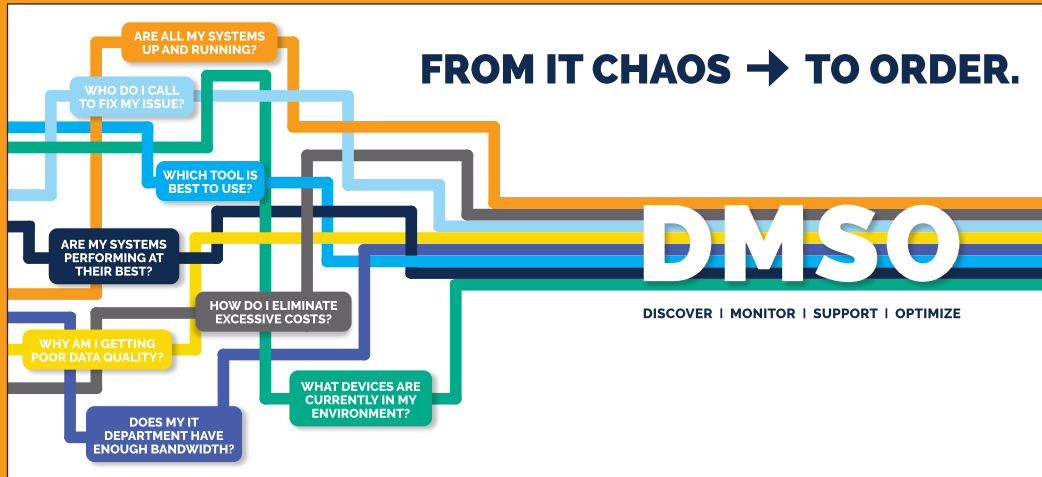 ARE ALL MY SYSTEMS
UP AND RUNNING?
FROM IT CHAOS → TO ORDER.
WHO DO I CALL
TO FIX MY ISSUE?
WHICH TOOL IS
BEST TO USE?
ARE MY SYSTEMS
PERFORMING AT
THEIR BEST?
DMSO
DISCOVER | MONITOR | SUPPORT | OPTIMIZE
HOW DO I ELIMINATE
EXCESSIVE COSTS?
WHY AM I GETTING
POOR DATA QUALITY?
WHAT DEVICES ARE
CURRENTLY IN MY
ENVIRONMENT?
DOES MY IT
DEPARTMENT HAVE
ENOUGH BANDWIDTH?